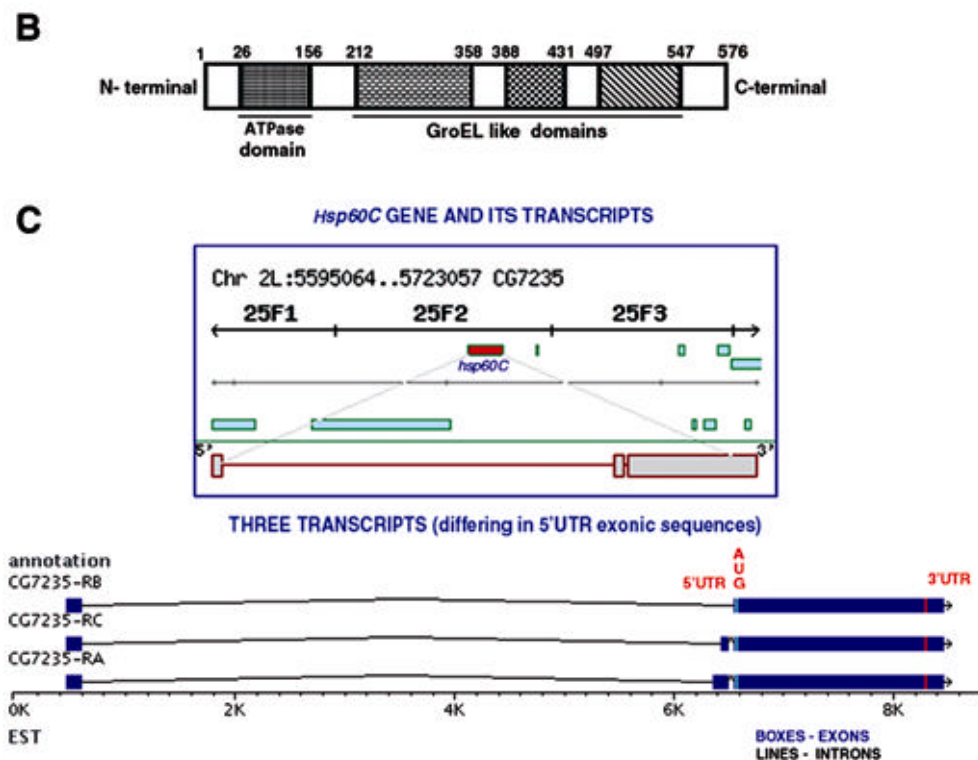 B
1 26 156 212 358 388 431 497 547 576
N- terminal
C-terminal
ATPase
domain
GroEL like domains
C
Hsp60C GENE AND ITS TRANSCRIPTS
Chr 2L:5595064..5723057 CG7235
25F1 25F2 25F3
hsp60C
5' 3'
THREE TRANSCRIPTS (differing in 5'UTR exonic sequences)
annotation
CG7235-RB
5'UTR
A
U
G
3'UTR
CG7235-RC
CG7235-RA
0K 2K 4K 6K 8K
EST
BOXES - EXONS
LINES - INTRONS